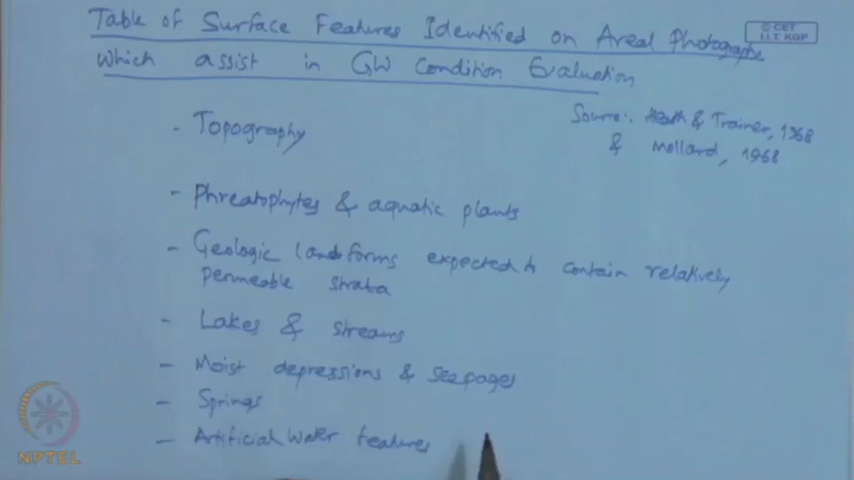 Table of Surface Features Identified on Areal Photographs
© CET
I.I.T. KGP
which assist in GW Condition Evaluation
Source:. Heath & Trainer, 1968
& Mollard, 1968
- Topography
- Phreatophytes & aquatic plants
- Geologic landforms expected to contain relatively
permeable strata
- Lakes & streams
- Moist depressions & seepages
- Springs
- Artificial water features
NPTEL